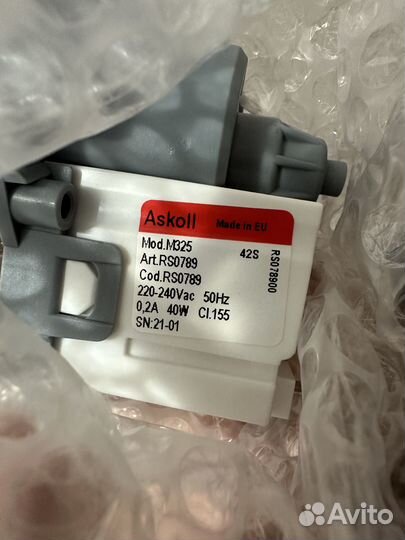 Askoll Made in EU
Mod.M325 42S
Art.RS0789
Cod.RS0789
220-240Vac 50Hz
0,2A 40W Cl.155
SN:21-01
RS078900
Avito